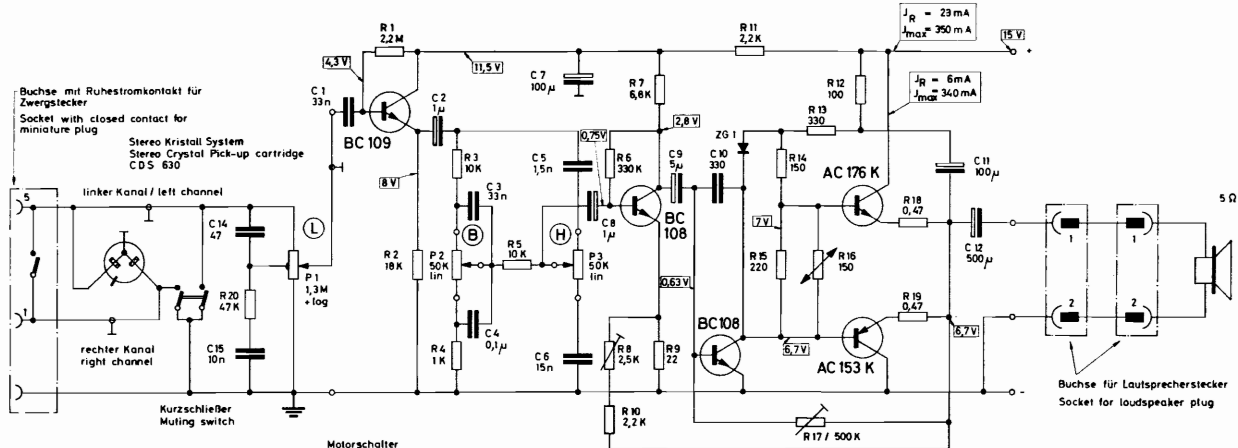 Buchse mit Ruhestromkontakt für
Zwergstecker
Socket with closed contact for
miniature plug
Stereo Kristall System
Stereo Crystal Pick-up cartridge
CDS 630
linker Kanal / left channel
5
1
rechter Kanal
right channel
Kurzschließer
Muting switch
Motorschalter
C 14
47
R 20
47 K
C 15
10 n
L
P 1
1,3 M
+ log
4,3 V
C 1
33 n
R 1
2,2 M
BC 109
11,5 V
8 V
R 2
18 K
C 2
1 µ
R 3
10 K
C 3
33 n
B
P 2
50 K
lin
C 4
0,1 µ
R 4
1 K
R 5
10 K
C 5
1,5 n
H
P 3
50 K
lin
C 6
15 n
C 7
100 µ
0,75 V
R 6
330 K
C 8
1 µ
R 7
6,8 K
2,8 V
BC
108
0,63 V
R 8
2,5 K
R 9
22
R 10
2,2 K
R 11
2,2 K
C 9
5 µ
C 10
330
BC 108
ZG 1
R 12
100
R 13
330
R 14
150
7 V
R 15
220
R 16
150
6,7 V
R 17 / 500 K
AC 176 K
R 18
0,47
R 19
0,47
AC 153 K
6,7 V
C 11
100 µ
C 12
500 µ
J R = 23 mA
J max = 350 mA
J R = 6 mA
J max = 340 mA
15 V
+
-
1
1
2
2
5 Ω
Buchse für Lautsprecherstecker
Socket for loudspeaker plug